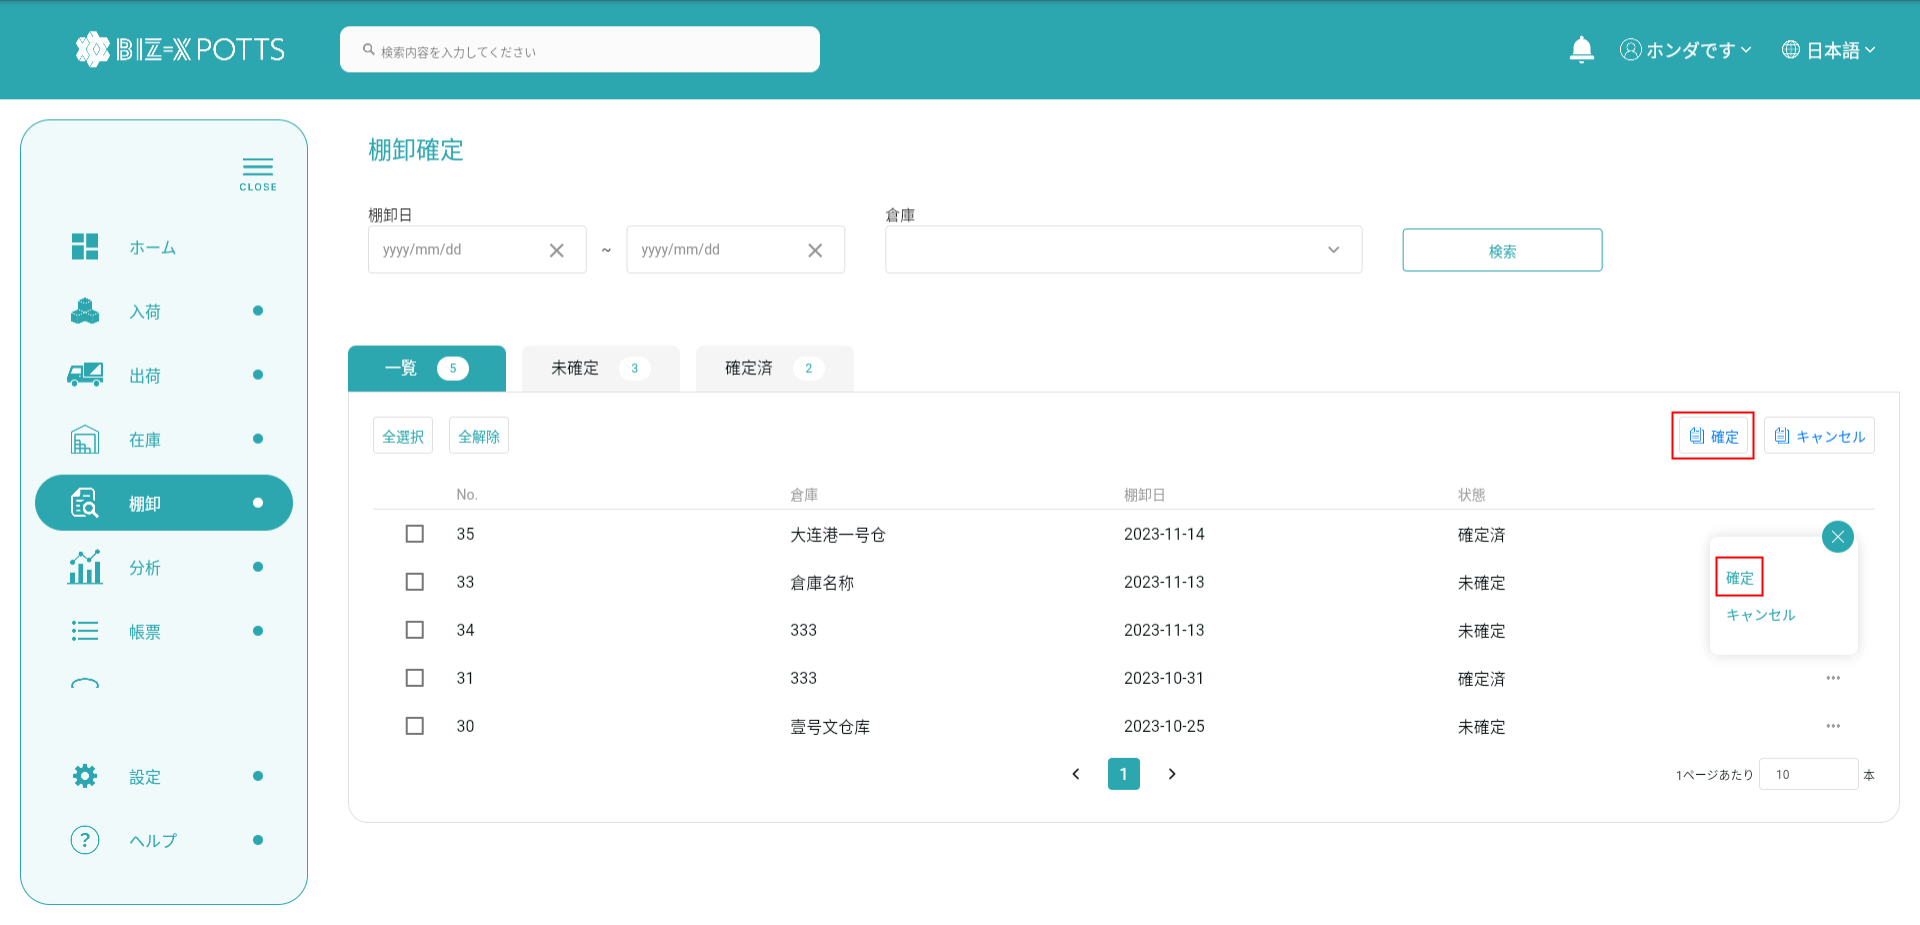 BIZ=X POTTS
検索内容を入力してください
ホンダです
日本語
CLOSE
ホーム
入荷
出荷
在庫
棚卸
分析
帳票
設定
? ヘルプ
棚卸確定
棚卸日
倉庫
yyyy/mm/dd ~ yyyy/mm/dd
検索
一覧 5
未確定 3
確定済 2
全選択 全解除
確定 キャンセル
No. 倉庫 棚卸日 状態
35 大连港一号仓 2023-11-14 確定済
33 倉庫名称 2023-11-13 未確定
34 333 2023-11-13 未確定
31 333 2023-10-31 確定済 ...
30 壹号文仓库 2023-10-25 未確定 ...
確定
キャンセル
1
1ページあたり 10 本